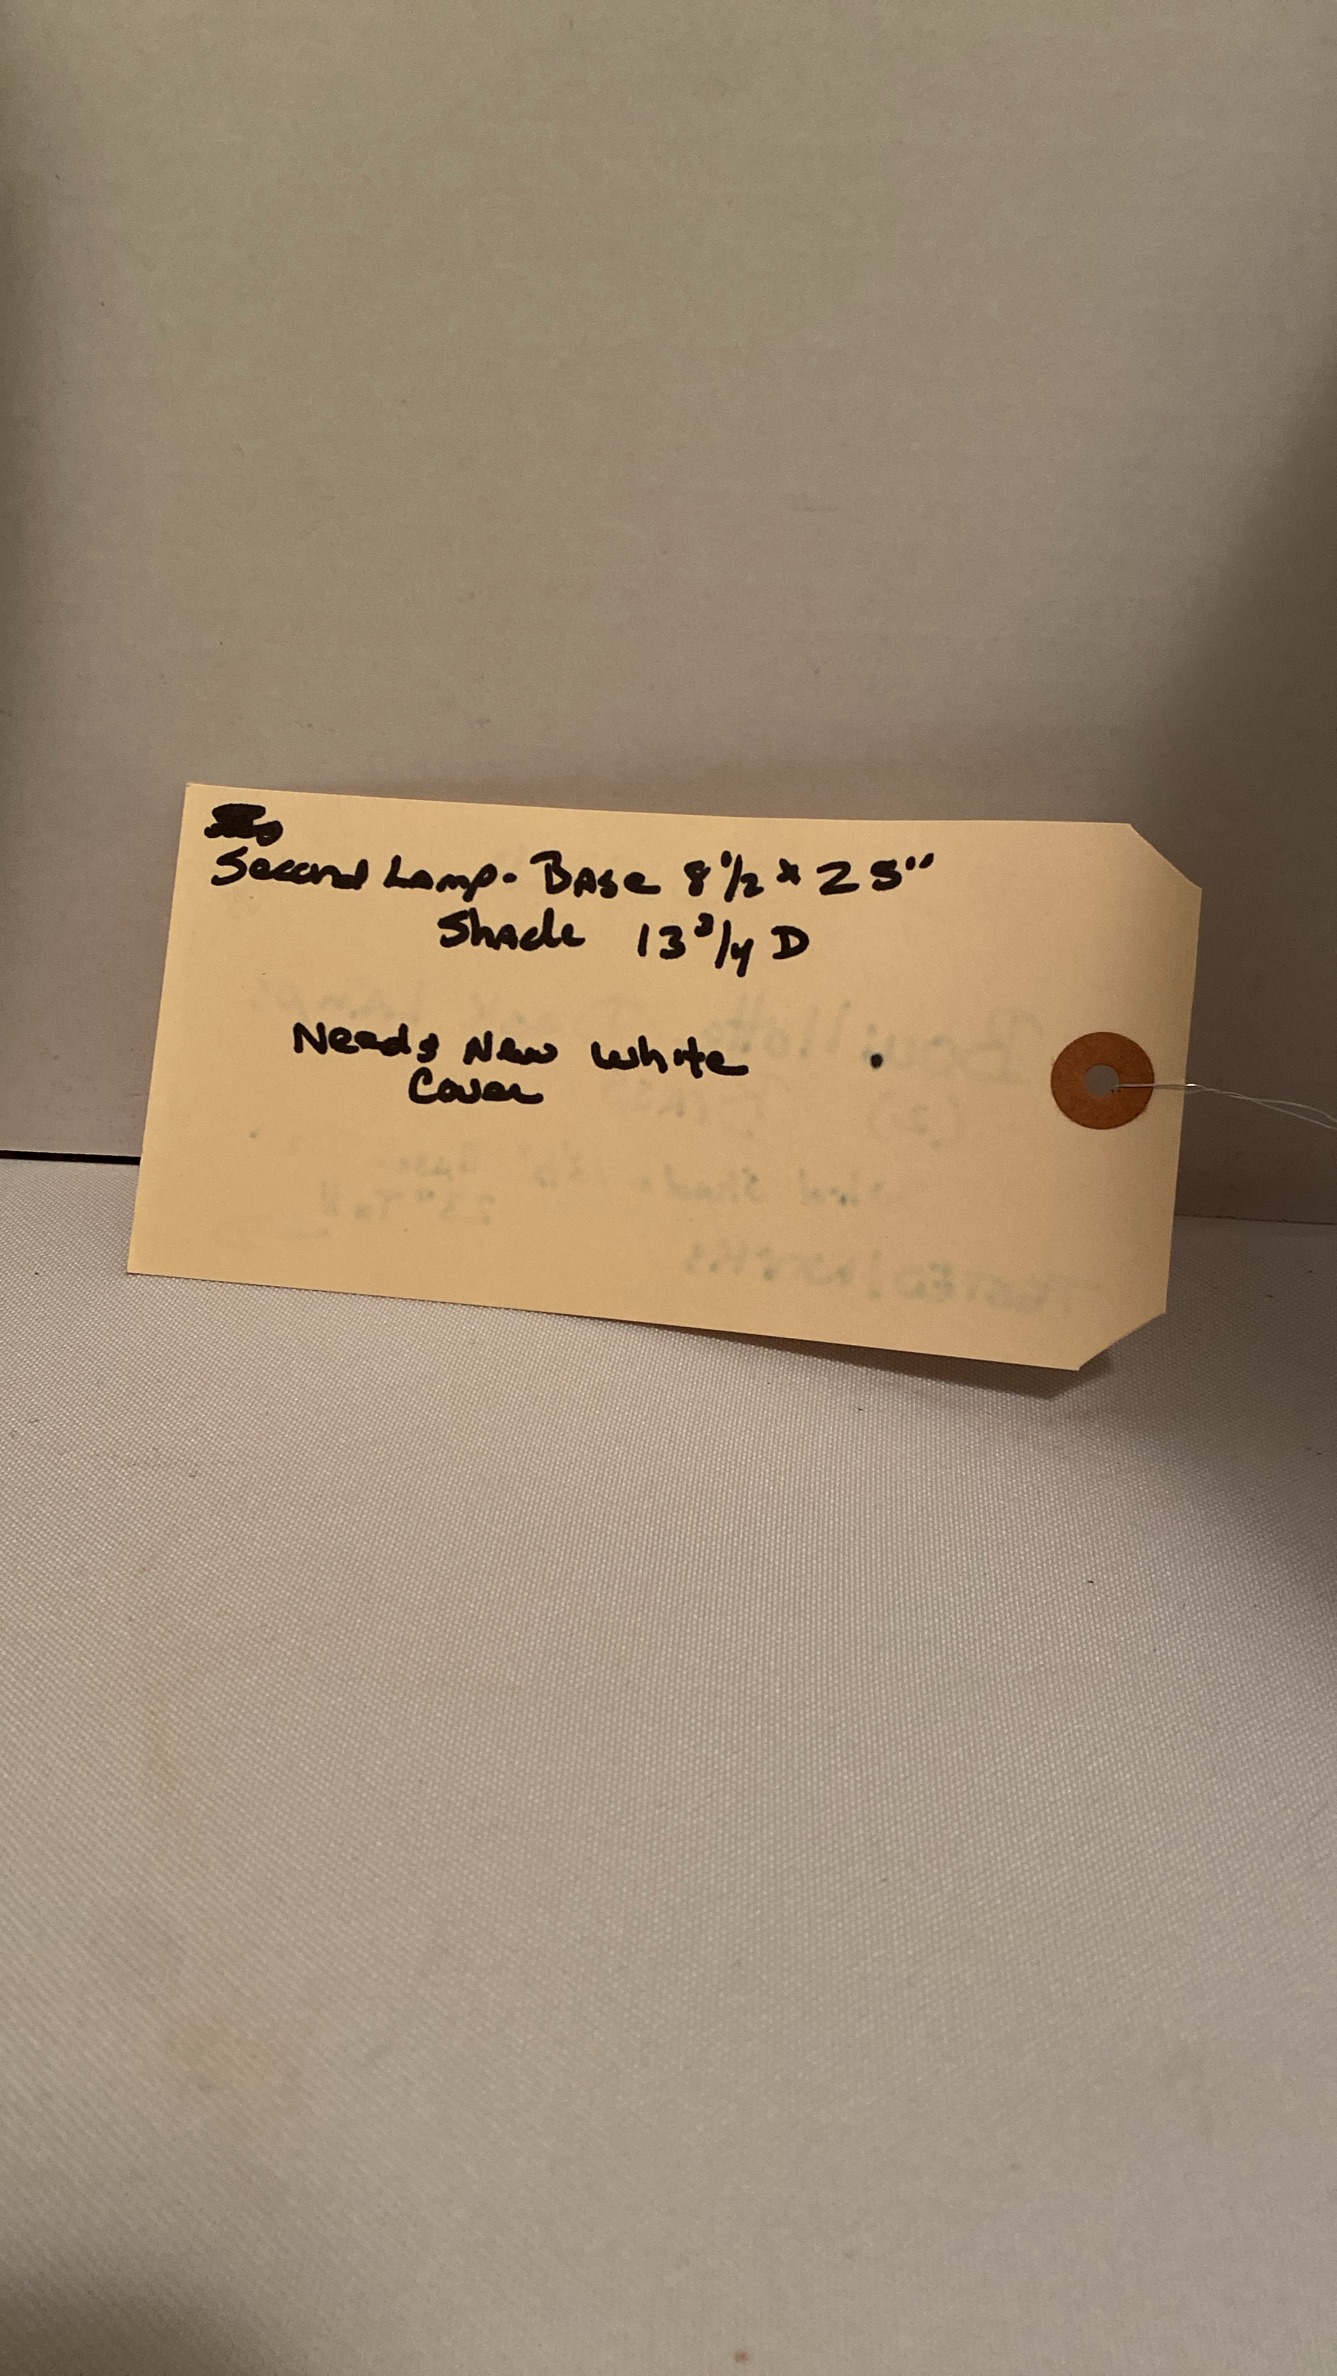 Second Lamp - Base 8 1/2 x 25"
Shade 13 3/4 D
Needs New White
Cover